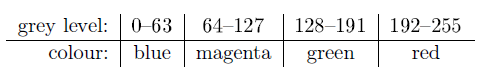 grey level: 0–63 64–127 128–191 192–255
colour: blue magenta green red